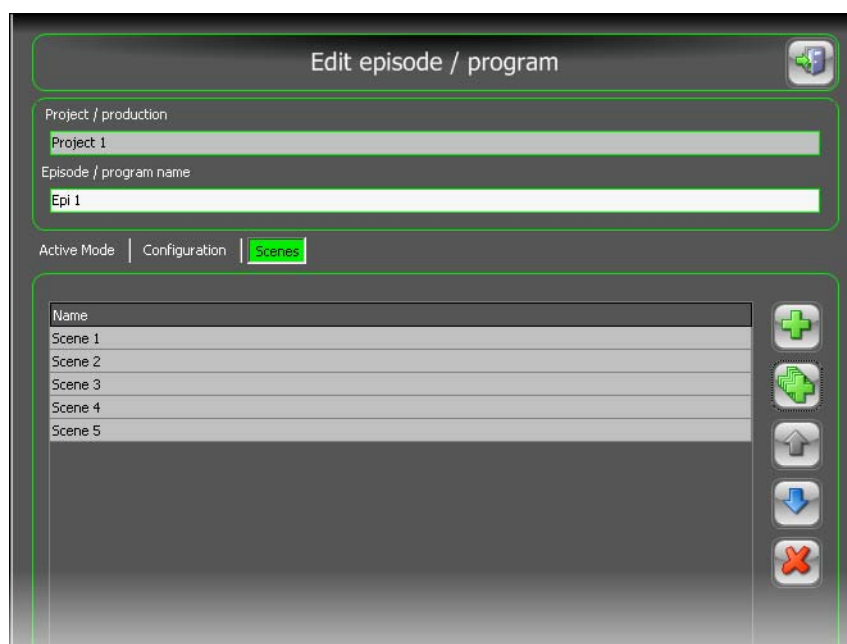 Edit episode / program
Project / production
Project 1
Episode / program name
Epi 1
Active Mode Configuration Scenes
Name
Scene 1
Scene 2
Scene 3
Scene 4
Scene 5